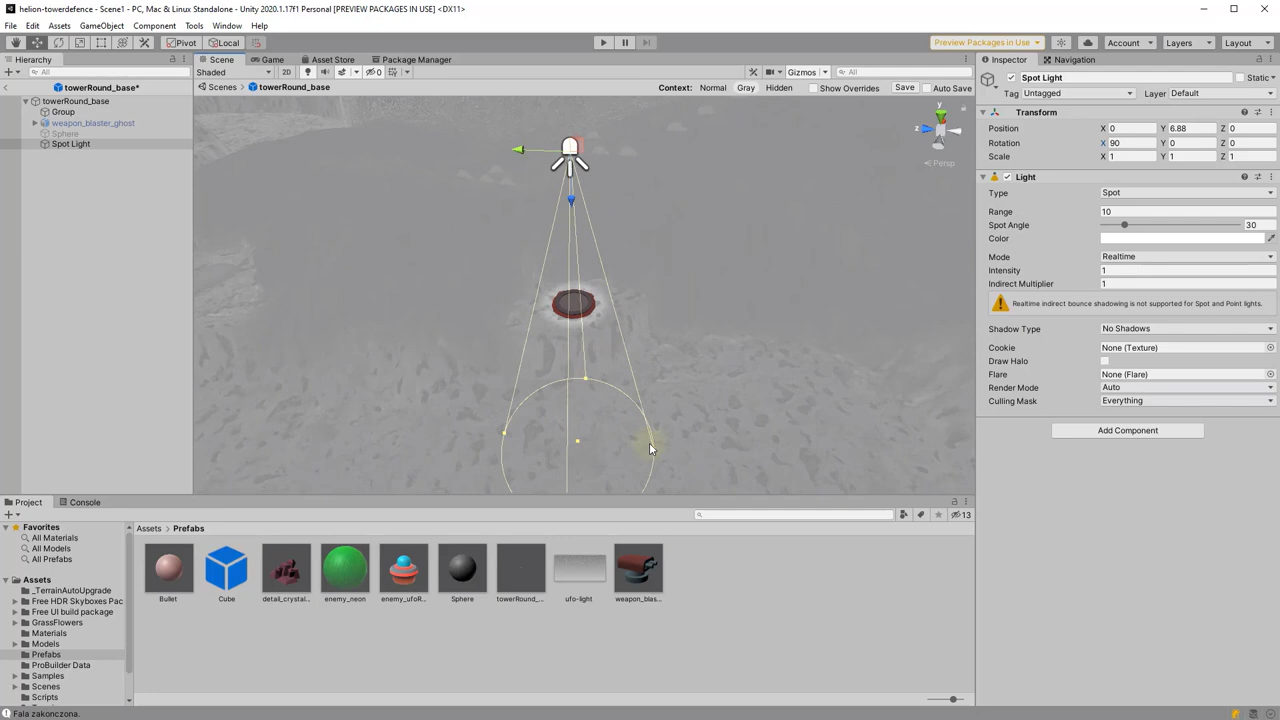 helion-towerdefence - Scene1 - PC, Mac & Linux Standalone - Unity 2020.1.17f1 Personal [PREVIEW PACKAGES IN USE] <DX11>
File Edit Assets GameObject Component Tools Window Help
Pivot Local Preview Packages in Use Account Layers Layout
Hierarchy
All
towerRound_base*
towerRound_base
Group
weapon_blaster_ghost
Sphere
Spot Light
Scene Game Asset Store Package Manager
Shaded 2D 0 Gizmos All
Scenes towerRound_base Context: Normal Gray Hidden Show Overrides Save Auto Save
y
z
Persp
Inspector Navigation
Spot Light Static
Tag Untagged Layer Default
Transform
Position X 0 Y 6.88 Z 0
Rotation X 90 Y 0 Z 0
Scale X 1 Y 1 Z 1
Light
Type Spot
Range 10
Spot Angle 30
Color
Mode Realtime
Intensity 1
Indirect Multiplier 1
Realtime indirect bounce shadowing is not supported for Spot and Point lights.
Shadow Type No Shadows
Cookie None (Texture)
Draw Halo
Flare None (Flare)
Render Mode Auto
Culling Mask Everything
Add Component
Project Console
13
Favorites
All Materials
All Models
All Prefabs
Assets
_TerrainAutoUpgrade
Free HDR Skyboxes Pac
Free UI build package
GrassFlowers
Materials
Models
Prefabs
ProBuilder Data
Samples
Scenes
Scripts
Assets > Prefabs
Bullet Cube detail_crystal... enemy_neon enemy_ufoR... Sphere towerRound_... ufo-light weapon_blas...
Fala zakonczona.